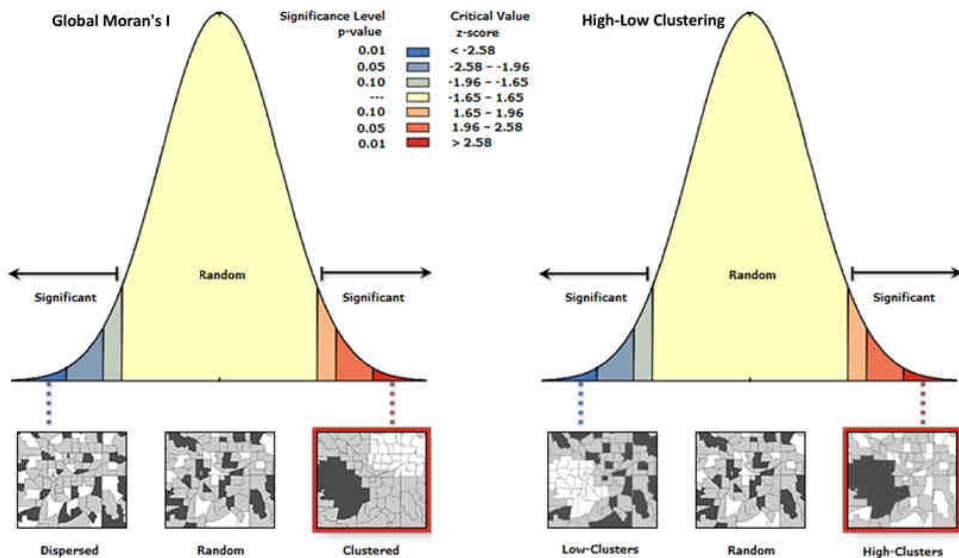 Global Moran's I
Significance Level
p-value
Critical Value
z-score
0.01 < -2.58
0.05 -2.58 – -1.96
0.10 -1.96 – -1.65
--- -1.65 – 1.65
0.10 1.65 – 1.96
0.05 1.96 – 2.58
0.01 > 2.58
High-Low Clustering
Random
Significant
Significant
Random
Significant
Significant
Dispersed
Random
Clustered
Low-Clusters
Random
High-Clusters